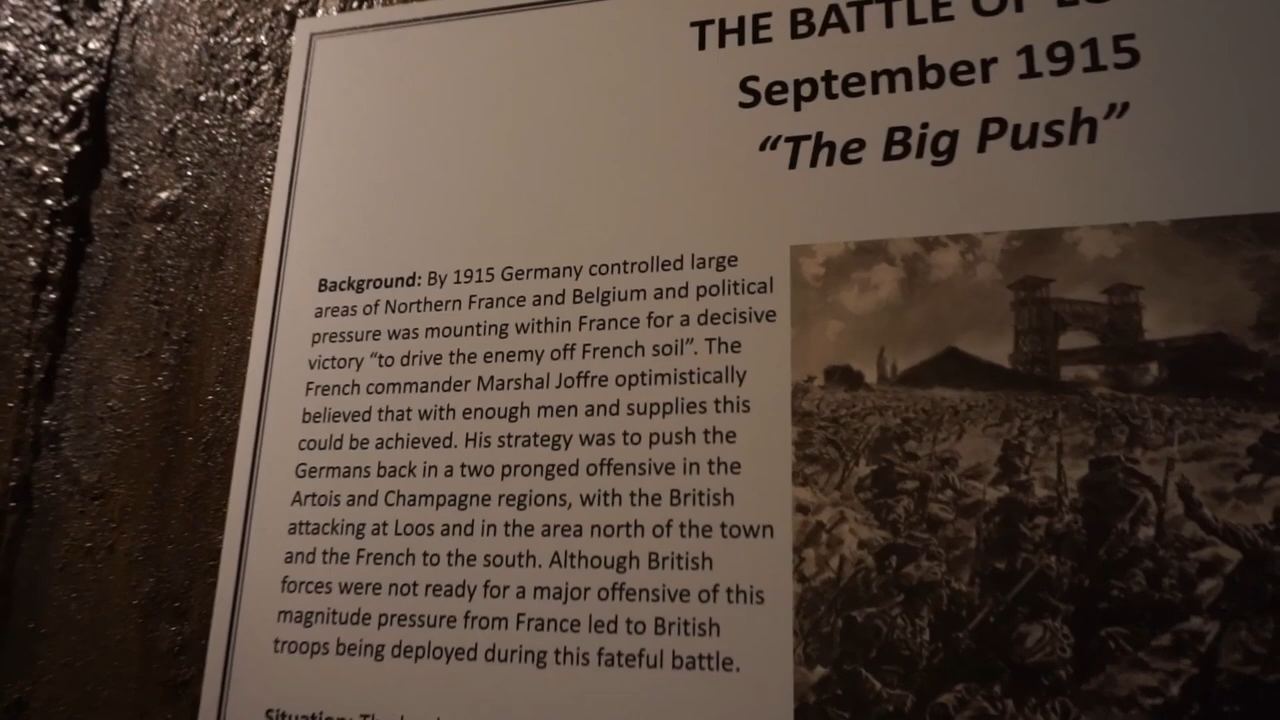 THE BATTLE OF
September 1915
“The Big Push”
Background: By 1915 Germany controlled large
areas of Northern France and Belgium and political
pressure was mounting within France for a decisive
victory “to drive the enemy off French soil”. The
French commander Marshal Joffre optimistically
believed that with enough men and supplies this
could be achieved. His strategy was to push the
Germans back in a two pronged offensive in the
Artois and Champagne regions, with the British
attacking at Loos and in the area north of the town
and the French to the south. Although British
forces were not ready for a major offensive of this
magnitude pressure from France led to British
troops being deployed during this fateful battle.
Situation: The